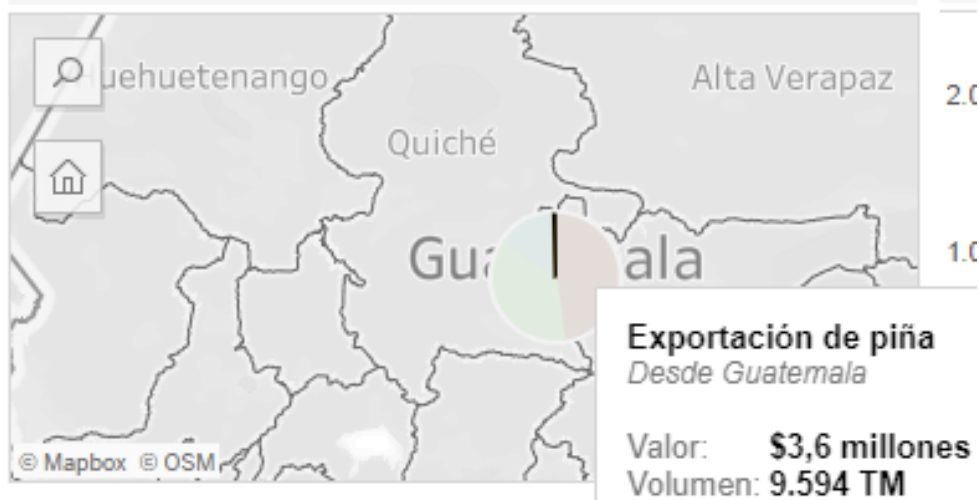 Huehuetenango
Alta Verapaz
2.0
Quiché
Gua ala
1.0
Exportación de piña
Desde Guatemala
Valor: $3,6 millones
Volumen: 9.594 TM
© Mapbox © OSM